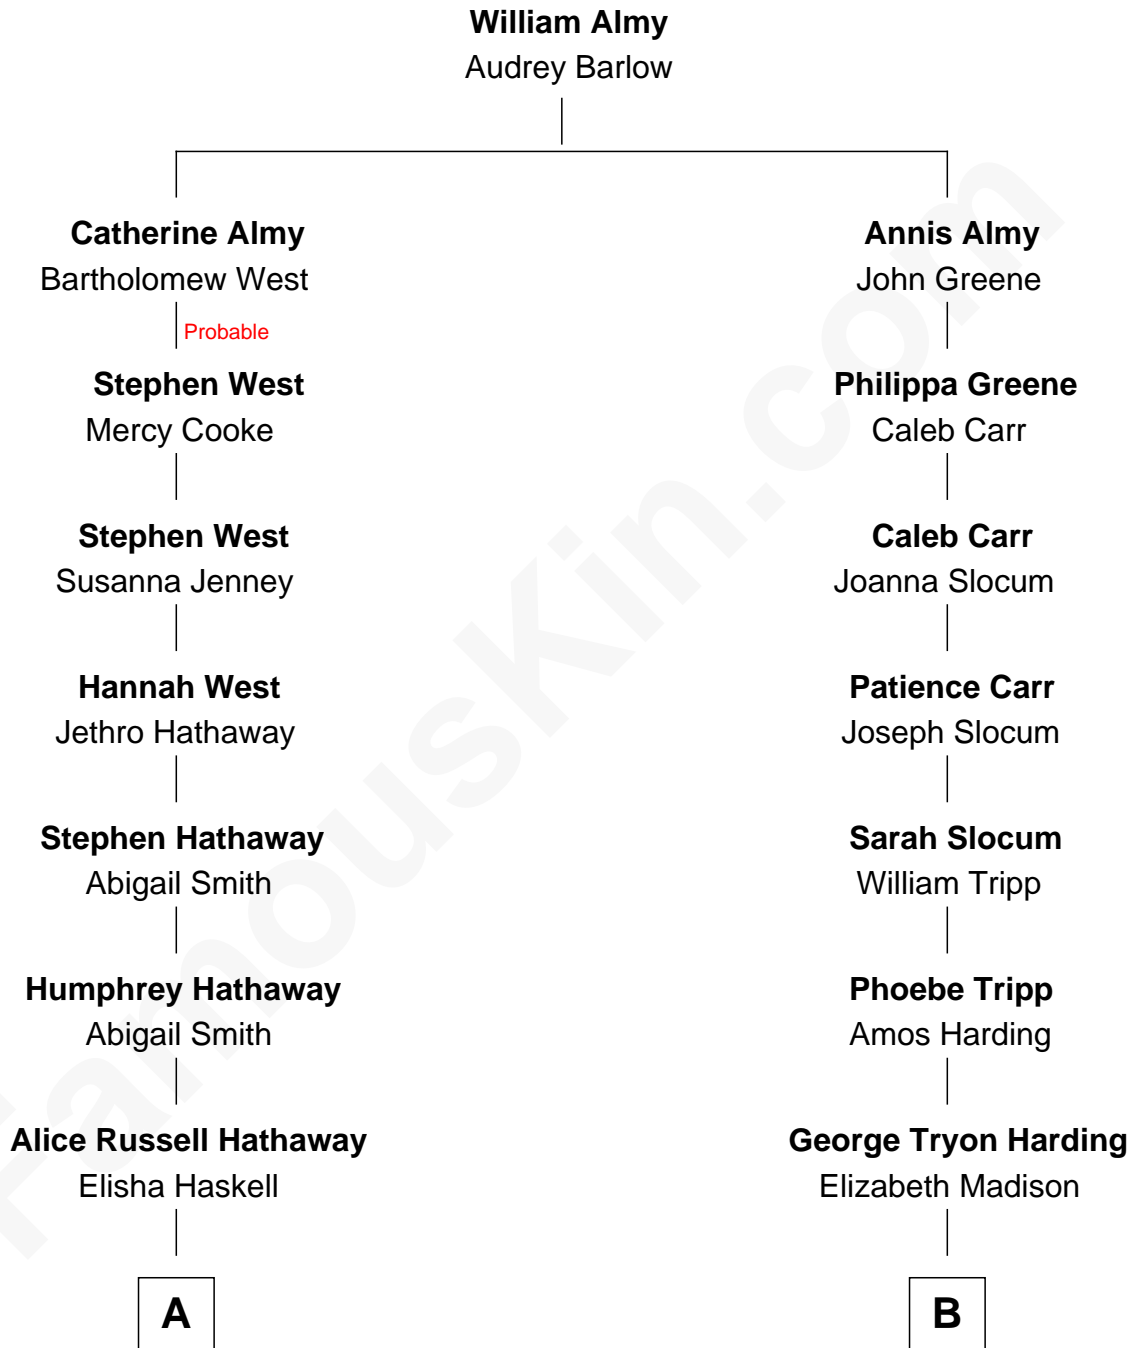 William Almy
Audrey Barlow
Catherine Almy
Bartholomew West
Probable
Stephen West
Mercy Cooke
Stephen West
Susanna Jenney
Hannah West
Jethro Hathaway
Stephen Hathaway
Abigail Smith
Humphrey Hathaway
Abigail Smith
Alice Russell Hathaway
Elisha Haskell
A
Annis Almy
John Greene
Philippa Greene
Caleb Carr
Caleb Carr
Joanna Slocum
Patience Carr
Joseph Slocum
Sarah Slocum
William Tripp
Phoebe Tripp
Amos Harding
George Tryon Harding
Elizabeth Madison
B
FamousKin.com